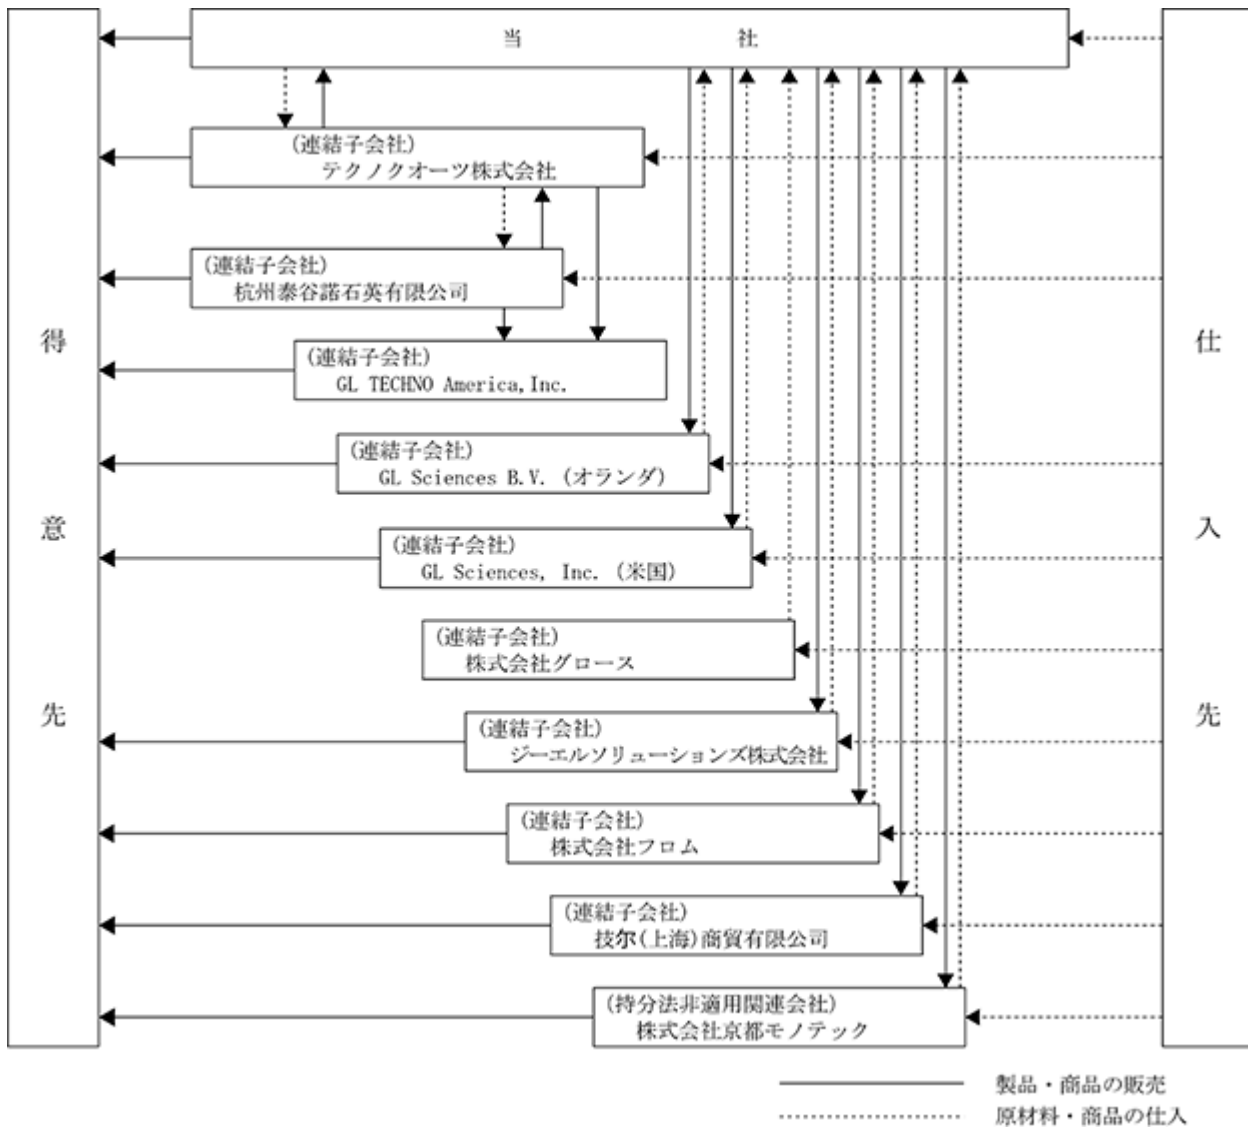 当 社
(連結子会社)
テクノクオーツ株式会社
(連結子会社)
杭州泰谷諾石英有限公司
(連結子会社)
GL TECHNO America,Inc.
(連結子会社)
GL Sciences B.V. (オランダ)
(連結子会社)
GL Sciences, Inc. (米国)
(連結子会社)
株式会社グロース
(連結子会社)
ジーエルソリューションズ株式会社
(連結子会社)
株式会社フロム
(連結子会社)
技尔(上海)商貿有限公司
(持分法非適用関連会社)
株式会社京都モノテック
得意先
仕入先
製品・商品の販売
原材料・商品の仕入